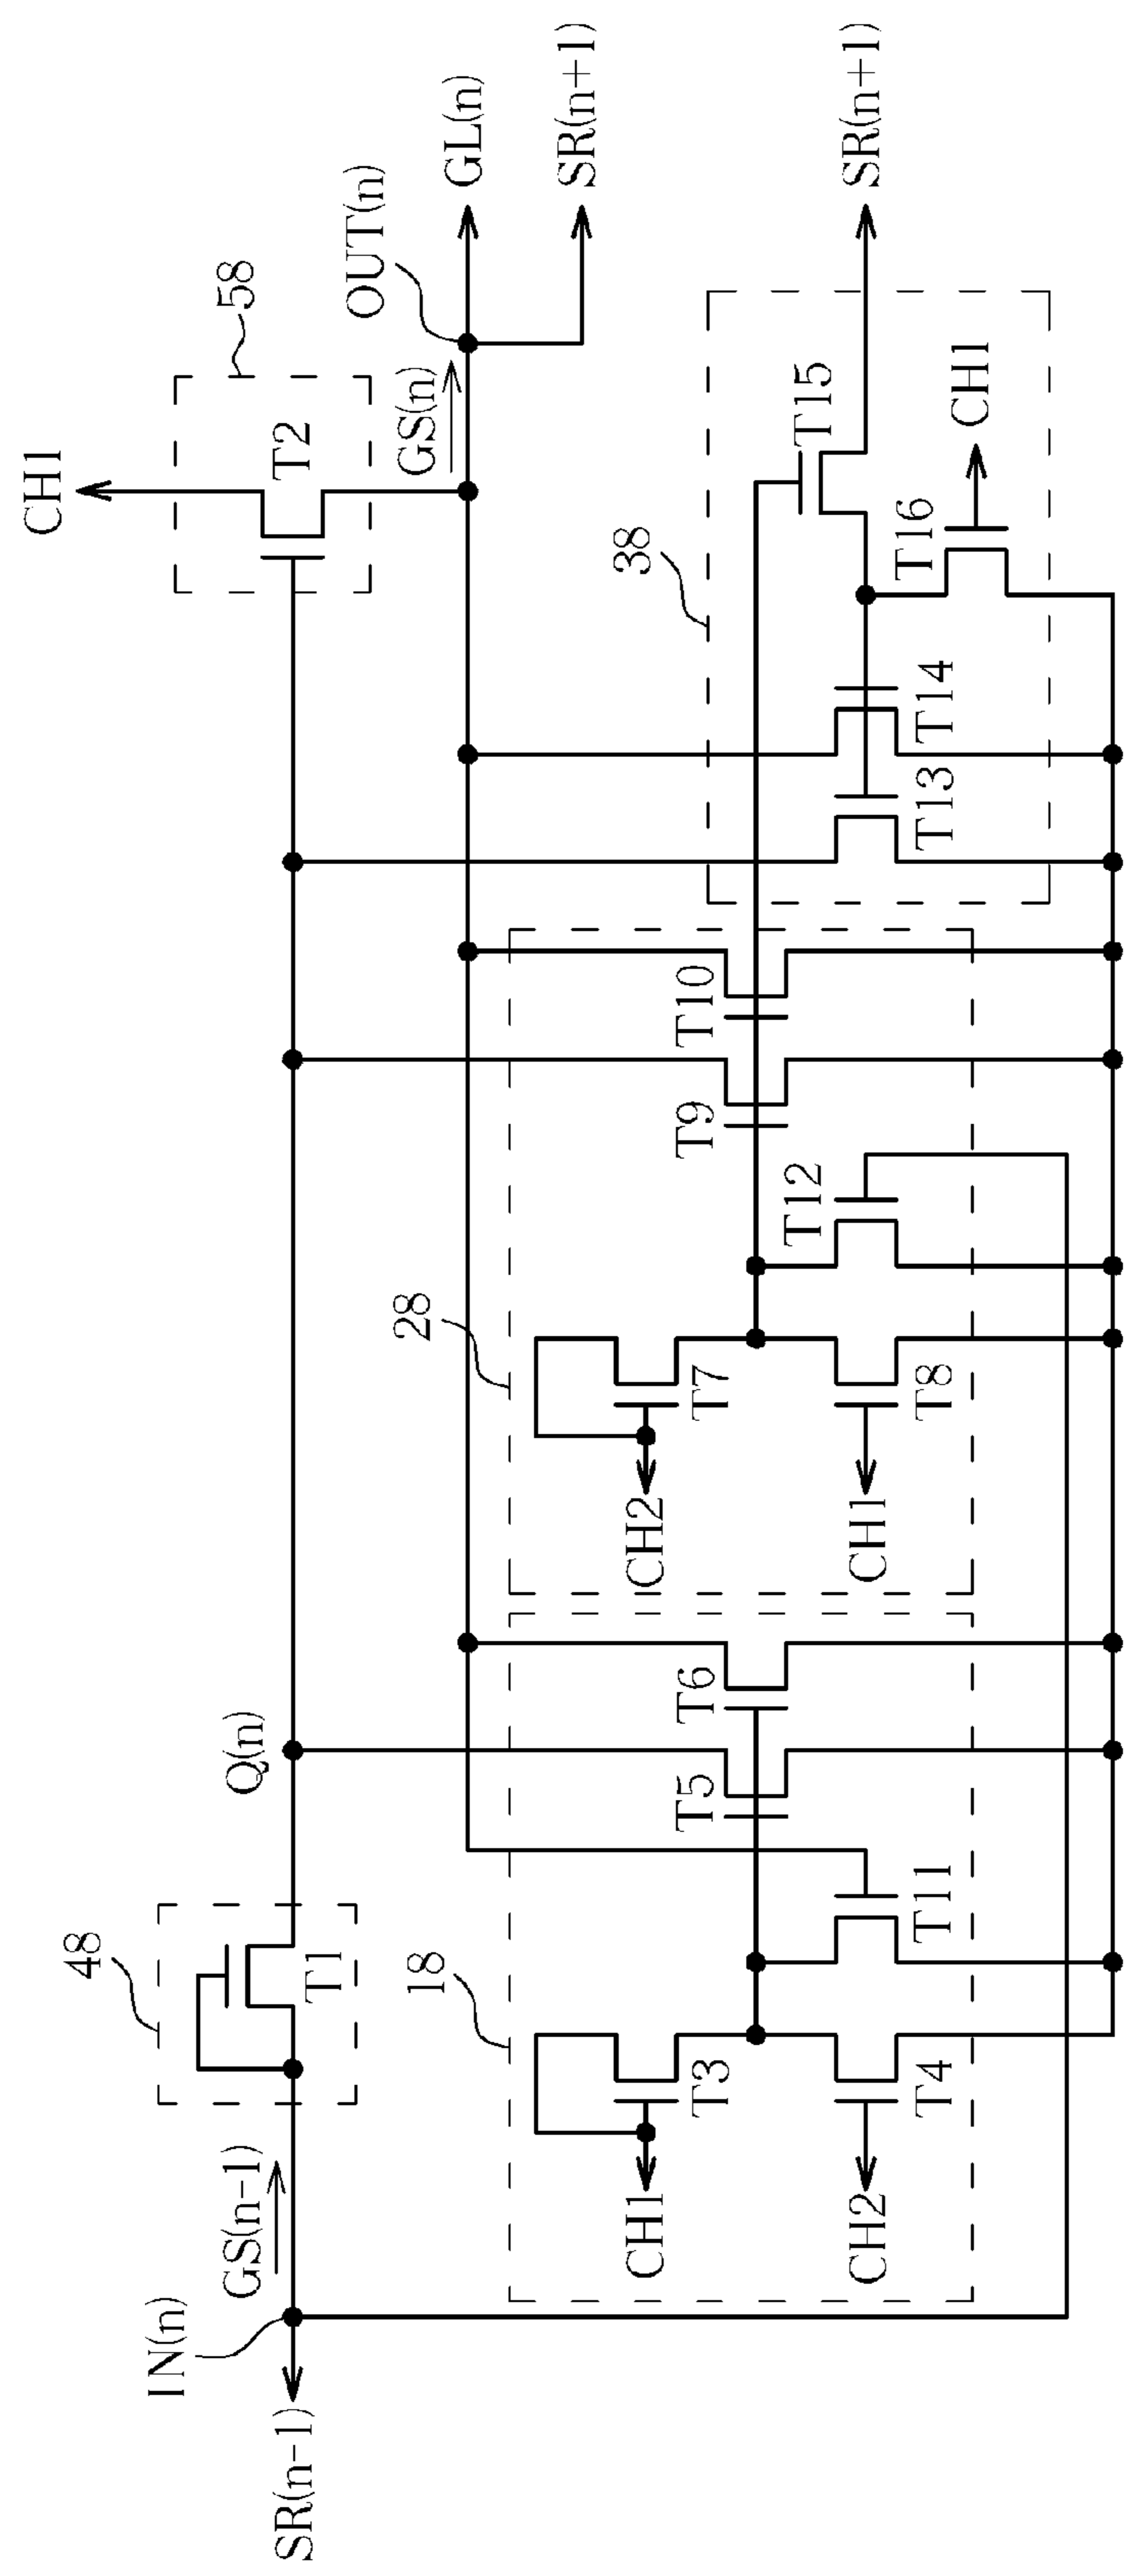 CH1
58
T2
OUT(n)
GL(n)
SR(n+1)
GS(n)
SR(n+1)
T15
CH1
T16
38
T14
T13
T10
T9
T12
28
T7
T8
CH2
CH1
Q(n)
T6
T5
T11
48
T1
18
T3
T4
CH1
CH2
GS(n-1)
IN(n)
SR(n-1)